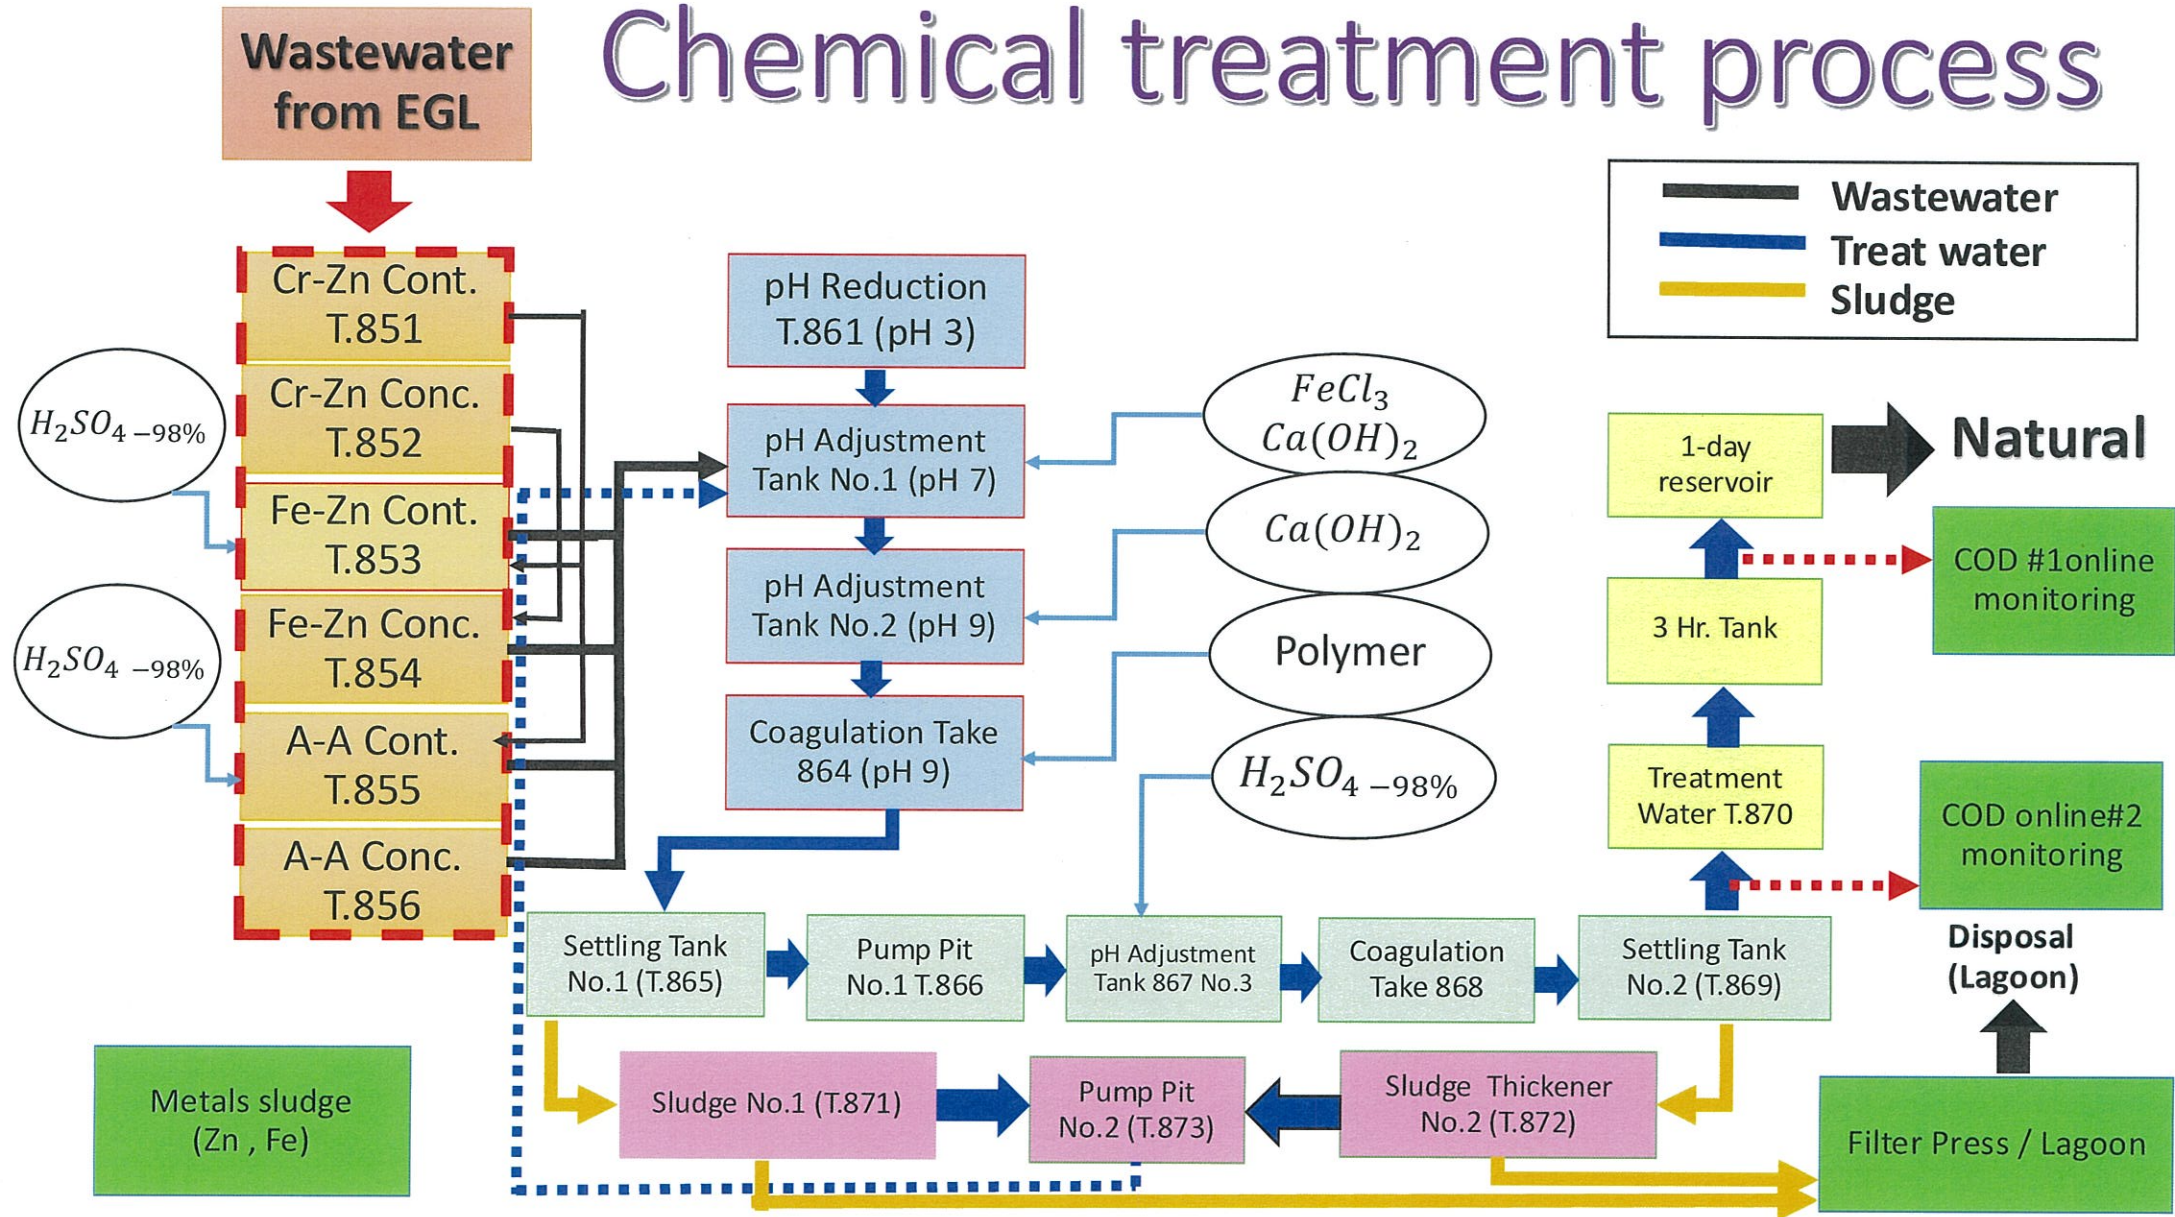 Chemical treatment process
Wastewater
from EGL
Wastewater
Treat water
Sludge
Cr-Zn Cont.
T.851
Cr-Zn Conc.
T.852
Fe-Zn Cont.
T.853
Fe-Zn Conc.
T.854
A-A Cont.
T.855
A-A Conc.
T.856
H₂SO₄ –98%
H₂SO₄ –98%
pH Reduction
T.861 (pH 3)
pH Adjustment
Tank No.1 (pH 7)
pH Adjustment
Tank No.2 (pH 9)
Coagulation Take
864 (pH 9)
FeCl₃
Ca(OH)₂
Ca(OH)₂
Polymer
H₂SO₄ –98%
1-day
reservoir
Natural
COD #1online
monitoring
3 Hr. Tank
Treatment
Water T.870
COD online#2
monitoring
Settling Tank
No.1 (T.865)
Pump Pit
No.1 T.866
pH Adjustment
Tank 867 No.3
Coagulation
Take 868
Settling Tank
No.2 (T.869)
Disposal
(Lagoon)
Metals sludge
(Zn , Fe)
Sludge No.1 (T.871)
Pump Pit
No.2 (T.873)
Sludge Thickener
No.2 (T.872)
Filter Press / Lagoon